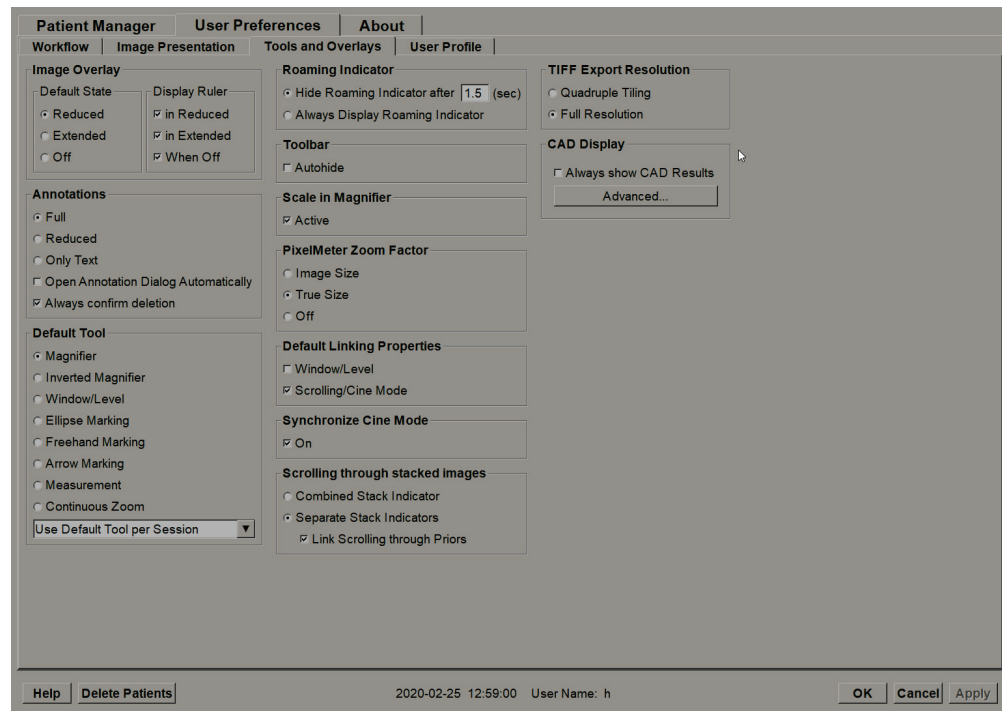 Patient Manager User Preferences About
Workflow Image Presentation Tools and Overlays User Profile
Image Overlay
Default State
Reduced
Extended
Off
Display Ruler
in Reduced
in Extended
When Off
Annotations
Full
Reduced
Only Text
Open Annotation Dialog Automatically
Always confirm deletion
Default Tool
Magnifier
Inverted Magnifier
Window/Level
Ellipse Marking
Freehand Marking
Arrow Marking
Measurement
Continuous Zoom
Use Default Tool per Session
Roaming Indicator
Hide Roaming Indicator after 1.5 (sec)
Always Display Roaming Indicator
Toolbar
Autohide
Scale in Magnifier
Active
PixelMeter Zoom Factor
Image Size
True Size
Off
Default Linking Properties
Window/Level
Scrolling/Cine Mode
Synchronize Cine Mode
On
Scrolling through stacked images
Combined Stack Indicator
Separate Stack Indicators
Link Scrolling through Priors
TIFF Export Resolution
Quadruple Tiling
Full Resolution
CAD Display
Always show CAD Results
Advanced...
Help Delete Patients 2020-02-25 12:59:00 User Name: h OK Cancel Apply